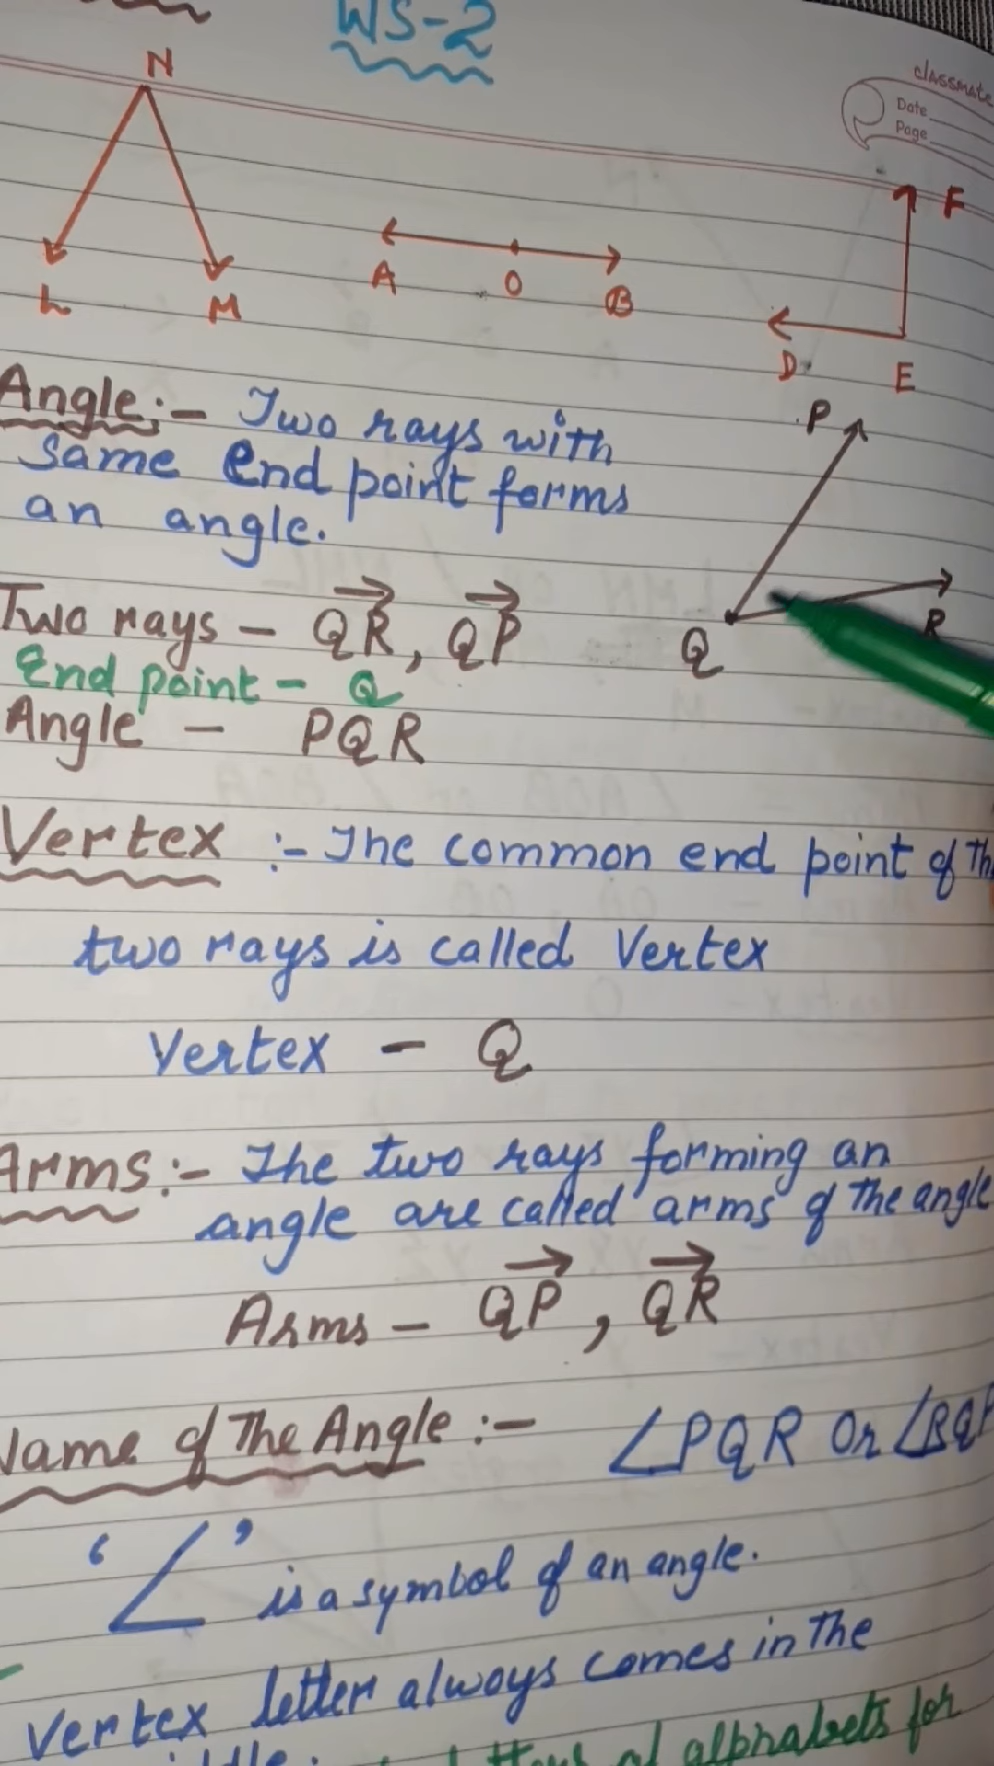 WS-2
classmate
Date
Page
N
L
M
A
O
B
F
D
E
Angle:- Two rays with
same end point forms
an angle.
P
Q
R
Two rays - QR, QP
End point - Q
Angle - PQR
Vertex :- The common end point of
two rays is called Vertex
Vertex - Q
Arms:- The two rays forming an
angle are called arms of the angle
Arms - QP, QR
Name of The Angle :- ∠PQR Or
'∠' is a symbol of an angle.
Vertex letter always comes in the
of alphabets for